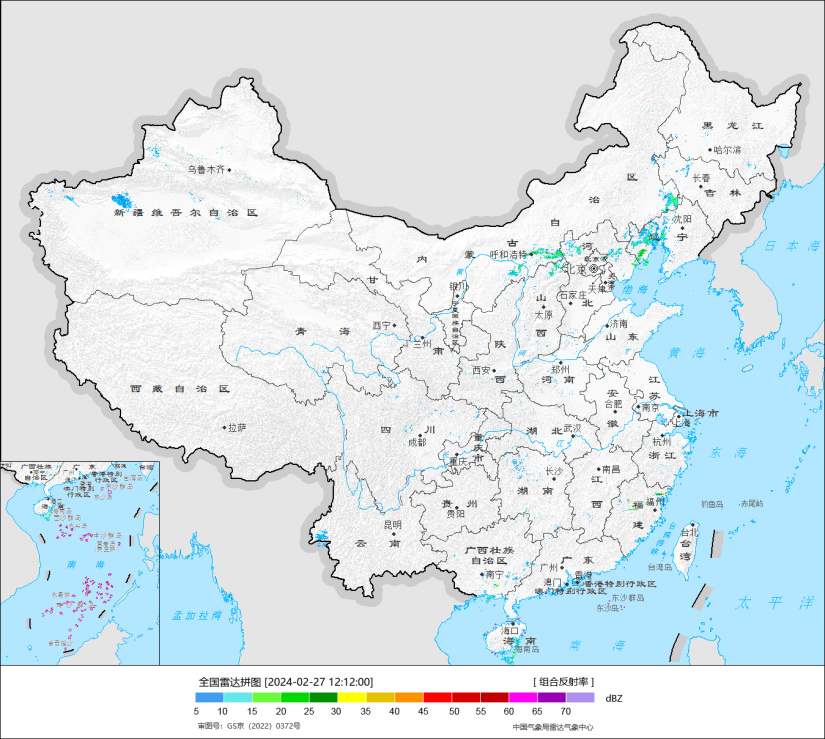 黑龙江
哈尔滨
乌鲁木齐
长春
吉林
新疆维吾尔自治区
内蒙古自治区
沈阳
辽宁
日本海
呼和浩特
河北
北京
北京市
天津
渤海
甘肃
银川
宁夏回族自治区
山西
太原
石家庄
青海
西宁
兰州
济南
山东
黄海
陕西
西安
郑州
河南
江苏
西藏自治区
拉萨
安徽
合肥
南京
上海市
上海
四川
成都
湖北
武汉
杭州
浙江
东海
重庆市
重庆
长沙
湖南
南昌
江西
贵州
贵阳
福州
福建
钓鱼岛
赤尾屿
昆明
云南
广西壮族
自治区
南宁
广东
广州
台北
台湾
台湾岛
澳门
香港
香港特别行政区
澳门特别行政区
东沙群岛
东沙岛
太平洋
孟加拉湾
海口
海南
海南岛
南海
广西壮族
自治区
广东
台湾
香港特别
行政区
澳门特别
行政区
南海
全国雷达拼图 [2024-02-27 12:12:00]
[ 组合反射率 ]
5 10 15 20 25 30 35 40 45 50 55 60 65 70 dBZ
审图号：GS京（2022）0372号
中国气象局雷达气象中心